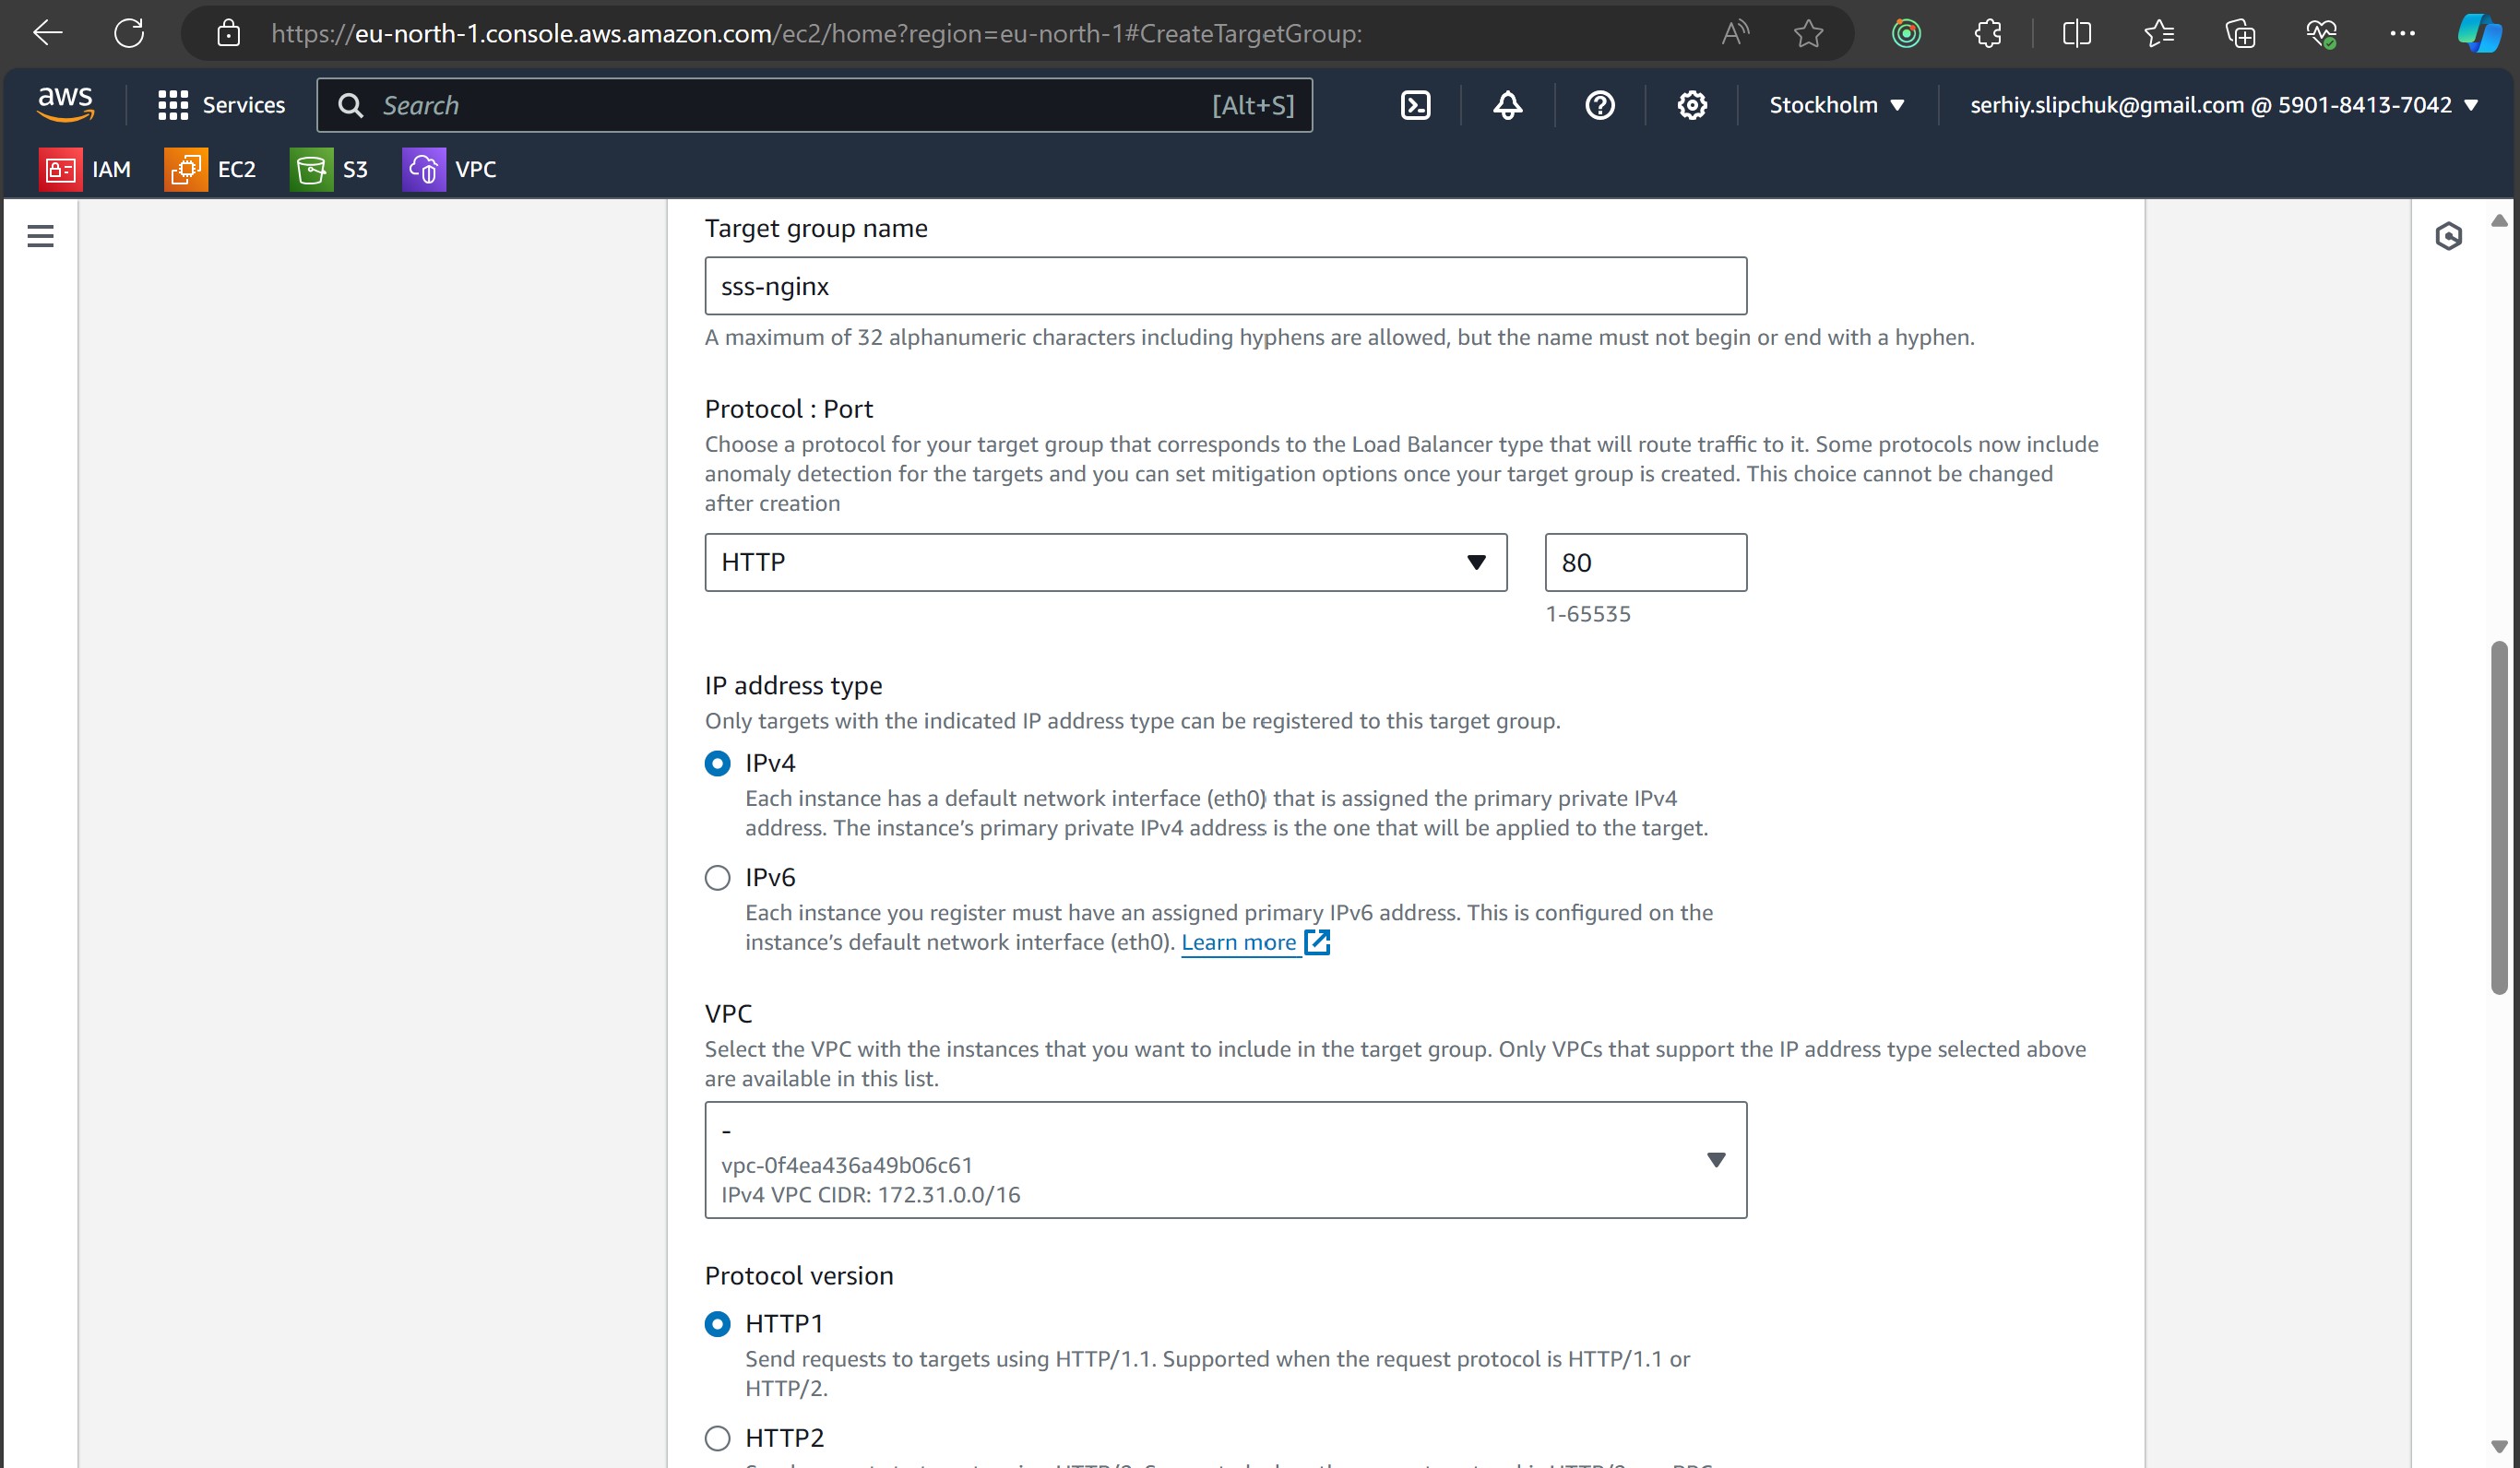 https://eu-north-1.console.aws.amazon.com/ec2/home?region=eu-north-1#CreateTargetGroup:
aws Services Search [Alt+S] Stockholm serhiy.slipchuk@gmail.com @ 5901-8413-7042
IAM EC2 S3 VPC
Target group name
sss-nginx
A maximum of 32 alphanumeric characters including hyphens are allowed, but the name must not begin or end with a hyphen.
Protocol : Port
Choose a protocol for your target group that corresponds to the Load Balancer type that will route traffic to it. Some protocols now include
anomaly detection for the targets and you can set mitigation options once your target group is created. This choice cannot be changed
after creation
HTTP 80
1-65535
IP address type
Only targets with the indicated IP address type can be registered to this target group.
IPv4
Each instance has a default network interface (eth0) that is assigned the primary private IPv4
address. The instance’s primary private IPv4 address is the one that will be applied to the target.
IPv6
Each instance you register must have an assigned primary IPv6 address. This is configured on the
instance’s default network interface (eth0). Learn more
VPC
Select the VPC with the instances that you want to include in the target group. Only VPCs that support the IP address type selected above
are available in this list.
-
vpc-0f4ea436a49b06c61
IPv4 VPC CIDR: 172.31.0.0/16
Protocol version
HTTP1
Send requests to targets using HTTP/1.1. Supported when the request protocol is HTTP/1.1 or
HTTP/2.
HTTP2